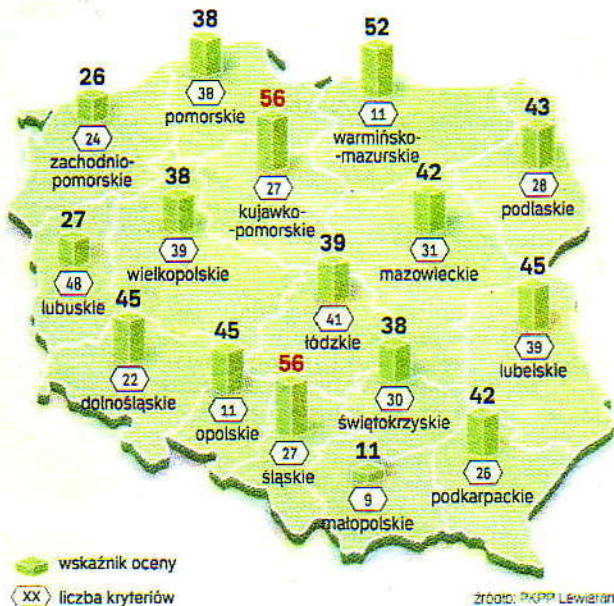 38
38
pomorskie
52
11
warmińsko-
-mazurskie
26
24
zachodnio-
pomorskie
56
27
kujawko-
-pomorskie
43
28
podlaskie
38
39
wielkopolskie
42
31
mazowieckie
27
48
lubuskie
39
41
łódzkie
45
39
lubelskie
45
22
dolnośląskie
45
11
opolskie
56
27
śląskie
38
30
świętokrzyskie
42
26
podkarpackie
11
9
małopolskie
wskaźnik oceny
XX liczba kryteriów
źródło: PKPP Lewiatan